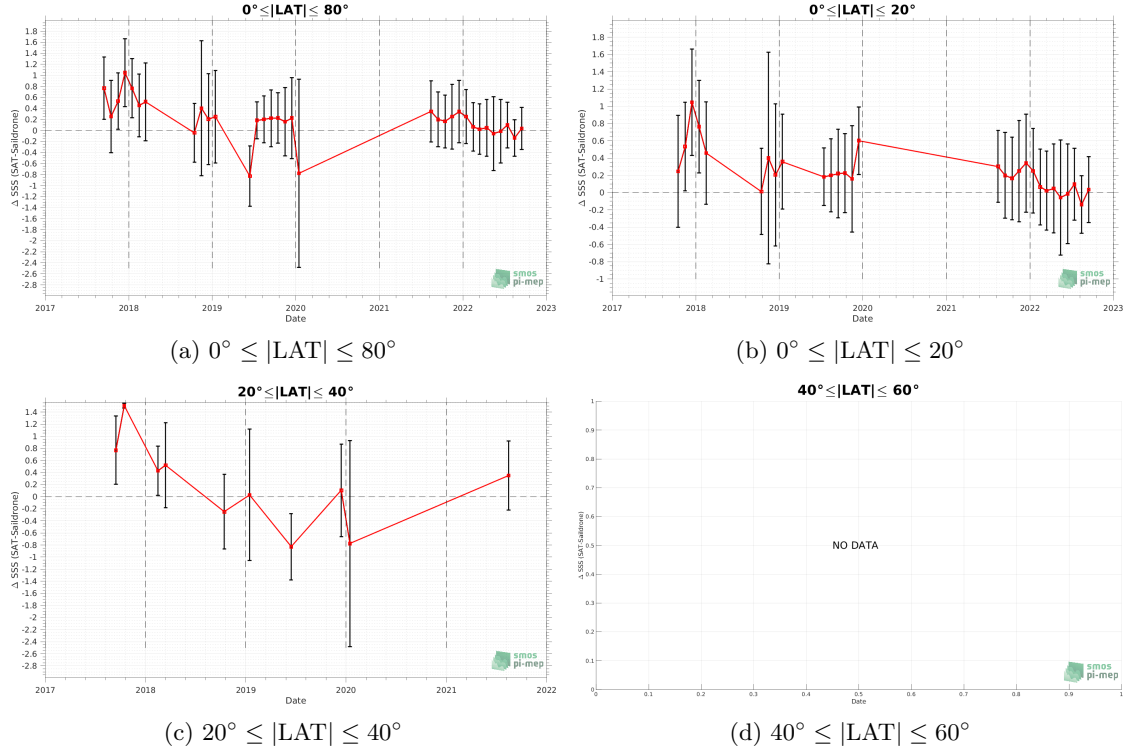 0°≤|LAT|≤ 80°
1.8
1.6
1.4
1.2
1
0.8
0.6
0.4
0.2
0
-0.2
-0.4
-0.6
-0.8
-1
-1.2
-1.4
-1.6
-1.8
-2
-2.2
-2.4
-2.6
-2.8
Δ SSS (SAT-Saildrone)
2017 2018 2019 2020 2021 2022 2023
Date
smos
pi-mep
(a) 0° ≤ |LAT| ≤ 80°
0°≤|LAT|≤ 20°
1.8
1.6
1.4
1.2
1
0.8
0.6
0.4
0.2
0
-0.2
-0.4
-0.6
-0.8
-1
Δ SSS (SAT-Saildrone)
2017 2018 2019 2020 2021 2022 2023
Date
smos
pi-mep
(b) 0° ≤ |LAT| ≤ 20°
20°≤|LAT|≤ 40°
1.4
1.2
1
0.8
0.6
0.4
0.2
0
-0.2
-0.4
-0.6
-0.8
-1
-1.2
-1.4
-1.6
-1.8
-2
-2.2
-2.4
-2.6
-2.8
Δ SSS (SAT-Saildrone)
2017 2018 2019 2020 2021 2022
Date
smos
pi-mep
(c) 20° ≤ |LAT| ≤ 40°
40°≤|LAT|≤ 60°
1
0.9
0.8
0.7
0.6
0.5
0.4
0.3
0.2
0.1
0
Δ SSS (SAT-Saildrone)
NO DATA
0 0.1 0.2 0.3 0.4 0.5 0.6 0.7 0.8 0.9 1
Date
smos
pi-mep
(d) 40° ≤ |LAT| ≤ 60°